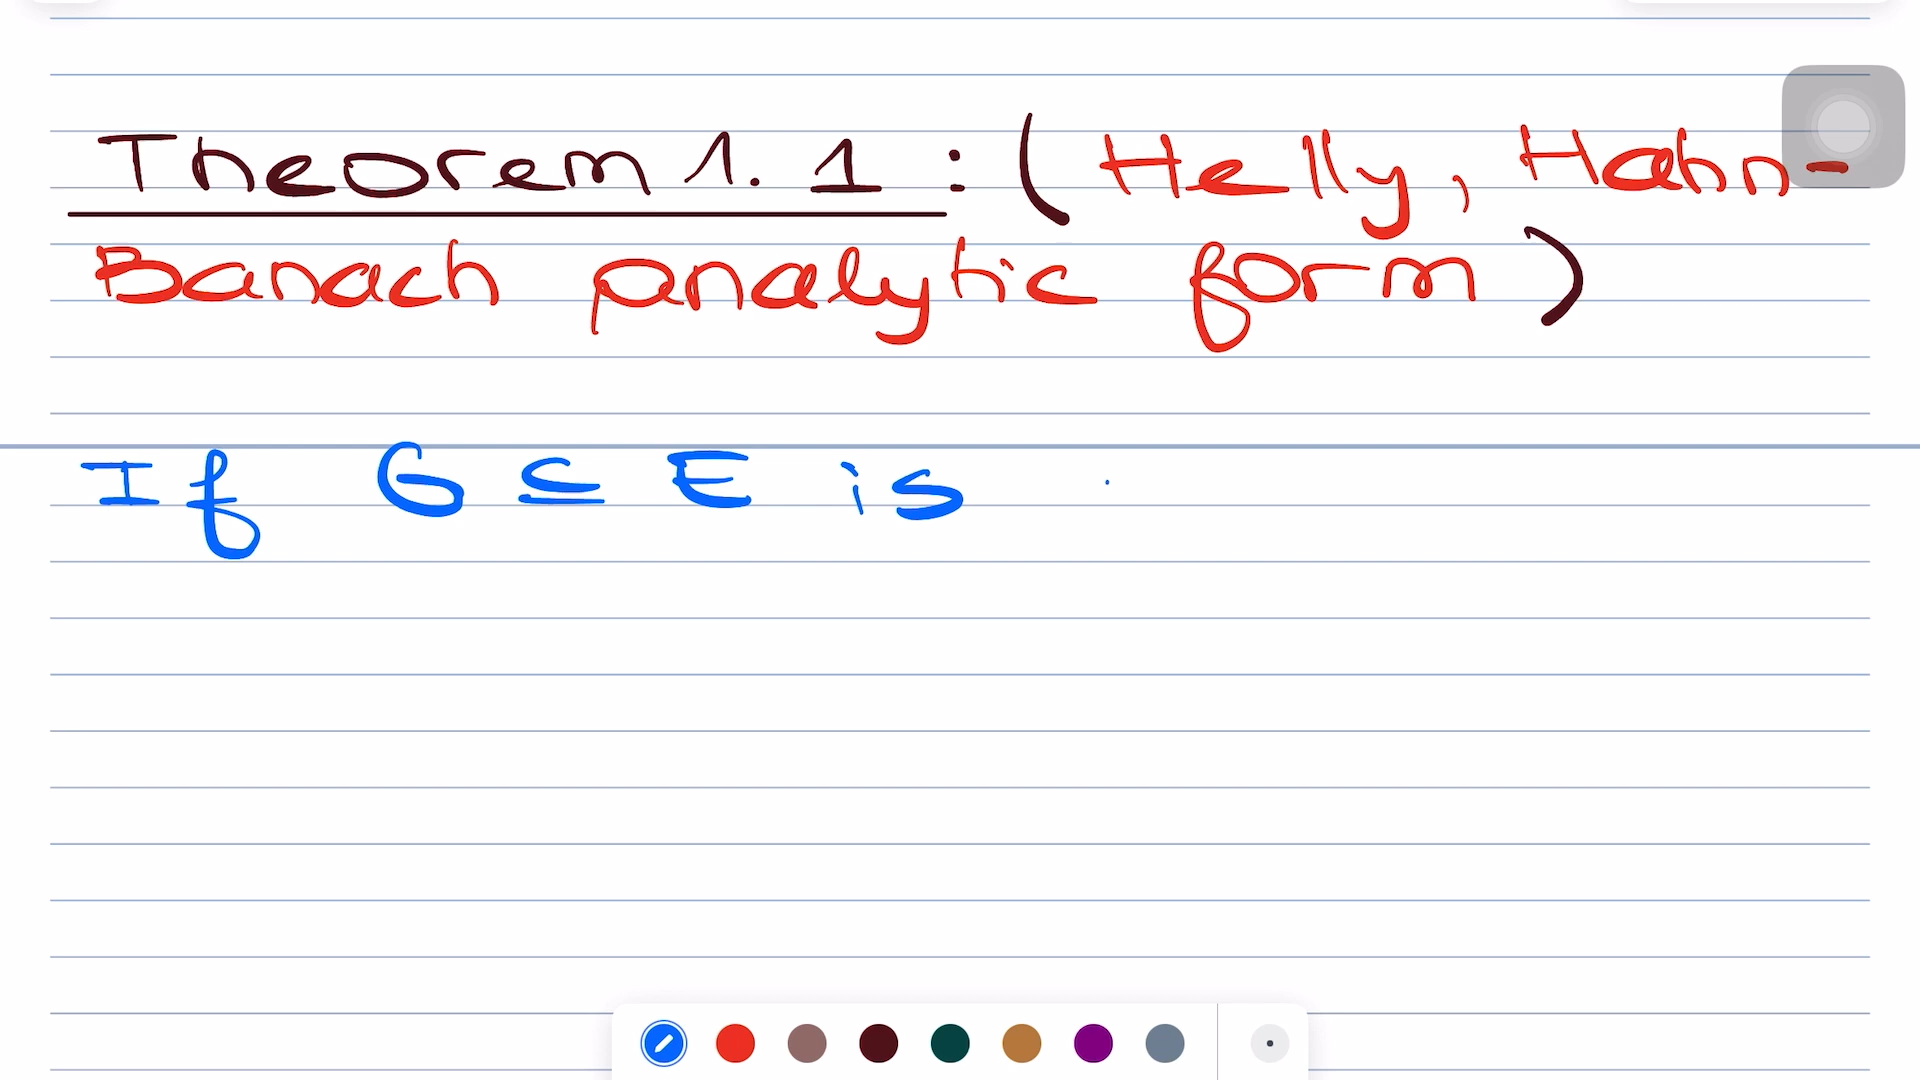 Theorem 1.1 : ( Helly, Hahn-
Banach analytic form )
If G ⊆ E is